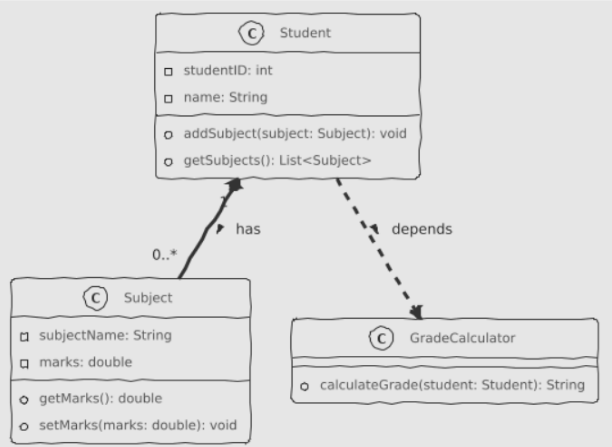 C Student
studentID: int
name: String
addSubject(subject: Subject): void
getSubjects(): List<Subject>
has
depends
0..*
C Subject
subjectName: String
marks: double
getMarks(): double
setMarks(marks: double): void
C GradeCalculator
calculateGrade(student: Student): String